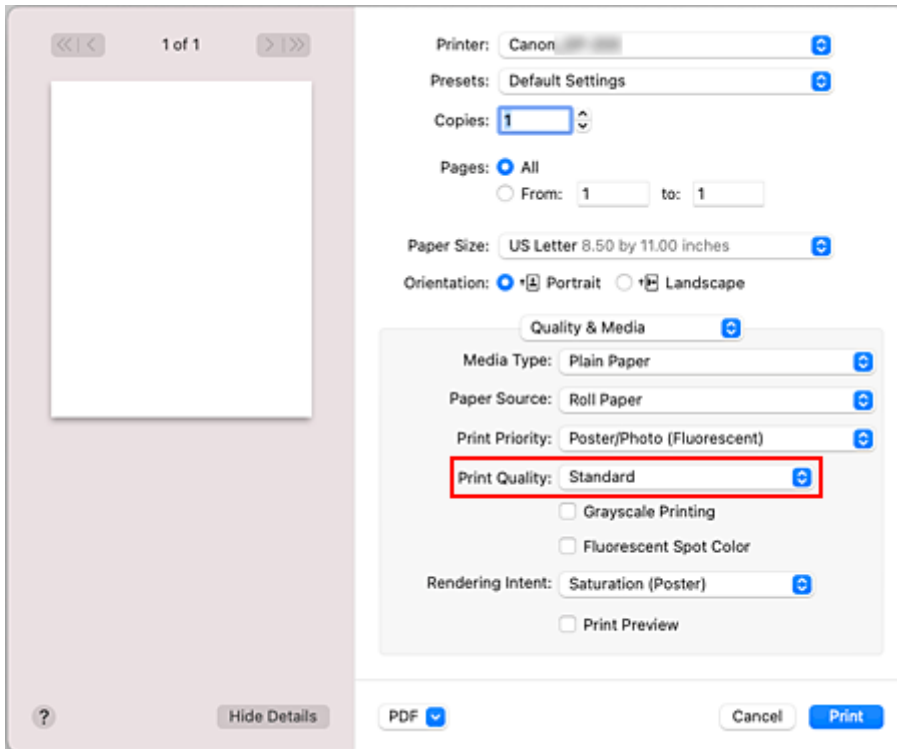 1 of 1
Printer: Canon
Presets: Default Settings
Copies: 1
Pages: All
From: 1 to: 1
Paper Size: US Letter 8.50 by 11.00 inches
Orientation: Portrait Landscape
Quality & Media
Media Type: Plain Paper
Paper Source: Roll Paper
Print Priority: Poster/Photo (Fluorescent)
Print Quality: Standard
Grayscale Printing
Fluorescent Spot Color
Rendering Intent: Saturation (Poster)
Print Preview
? Hide Details PDF Cancel Print